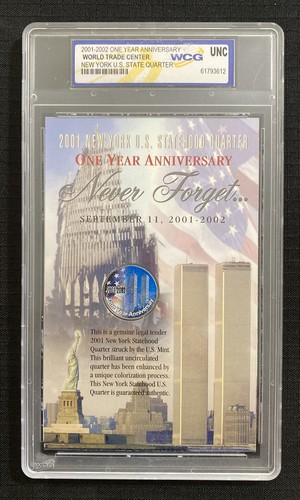 2001-2002 ONE YEAR ANNIVERSARY
WORLD TRADE CENTER
NEW YORK U.S. STATE QUARTER
WCG
UNC
61793612
2001 NEW YORK U.S. STATEHOOD QUARTER
ONE YEAR ANNIVERSARY
Never Forget...
SEPTEMBER 11, 2001-2002
Anniversary
This is a genuine legal tender
2001 New York Statehood
Quarter struck by the U.S. Mint.
This brilliant uncirculated
quarter has been enhanced by
a unique colorization process.
This New York Statehood U.S.
Quarter is guaranteed authentic.